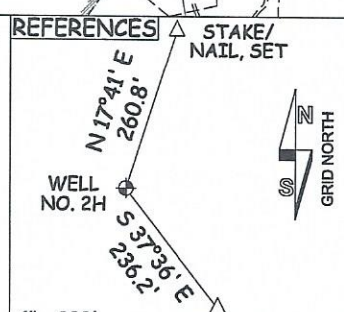 REFERENCES
STAKE/
NAIL, SET
N 17°41' E
260.8'
N
S
GRID NORTH
WELL
NO. 2H
S 37°36' E
236.2'